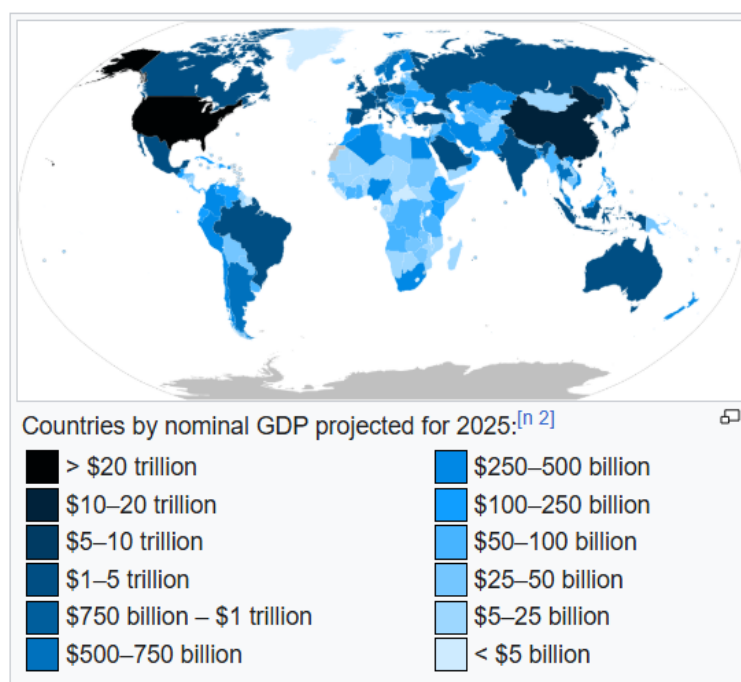 Countries by nominal GDP projected for 2025:[n 2]
> $20 trillion
$10–20 trillion
$5–10 trillion
$1–5 trillion
$750 billion – $1 trillion
$500–750 billion
$250–500 billion
$100–250 billion
$50–100 billion
$25–50 billion
$5–25 billion
< $5 billion